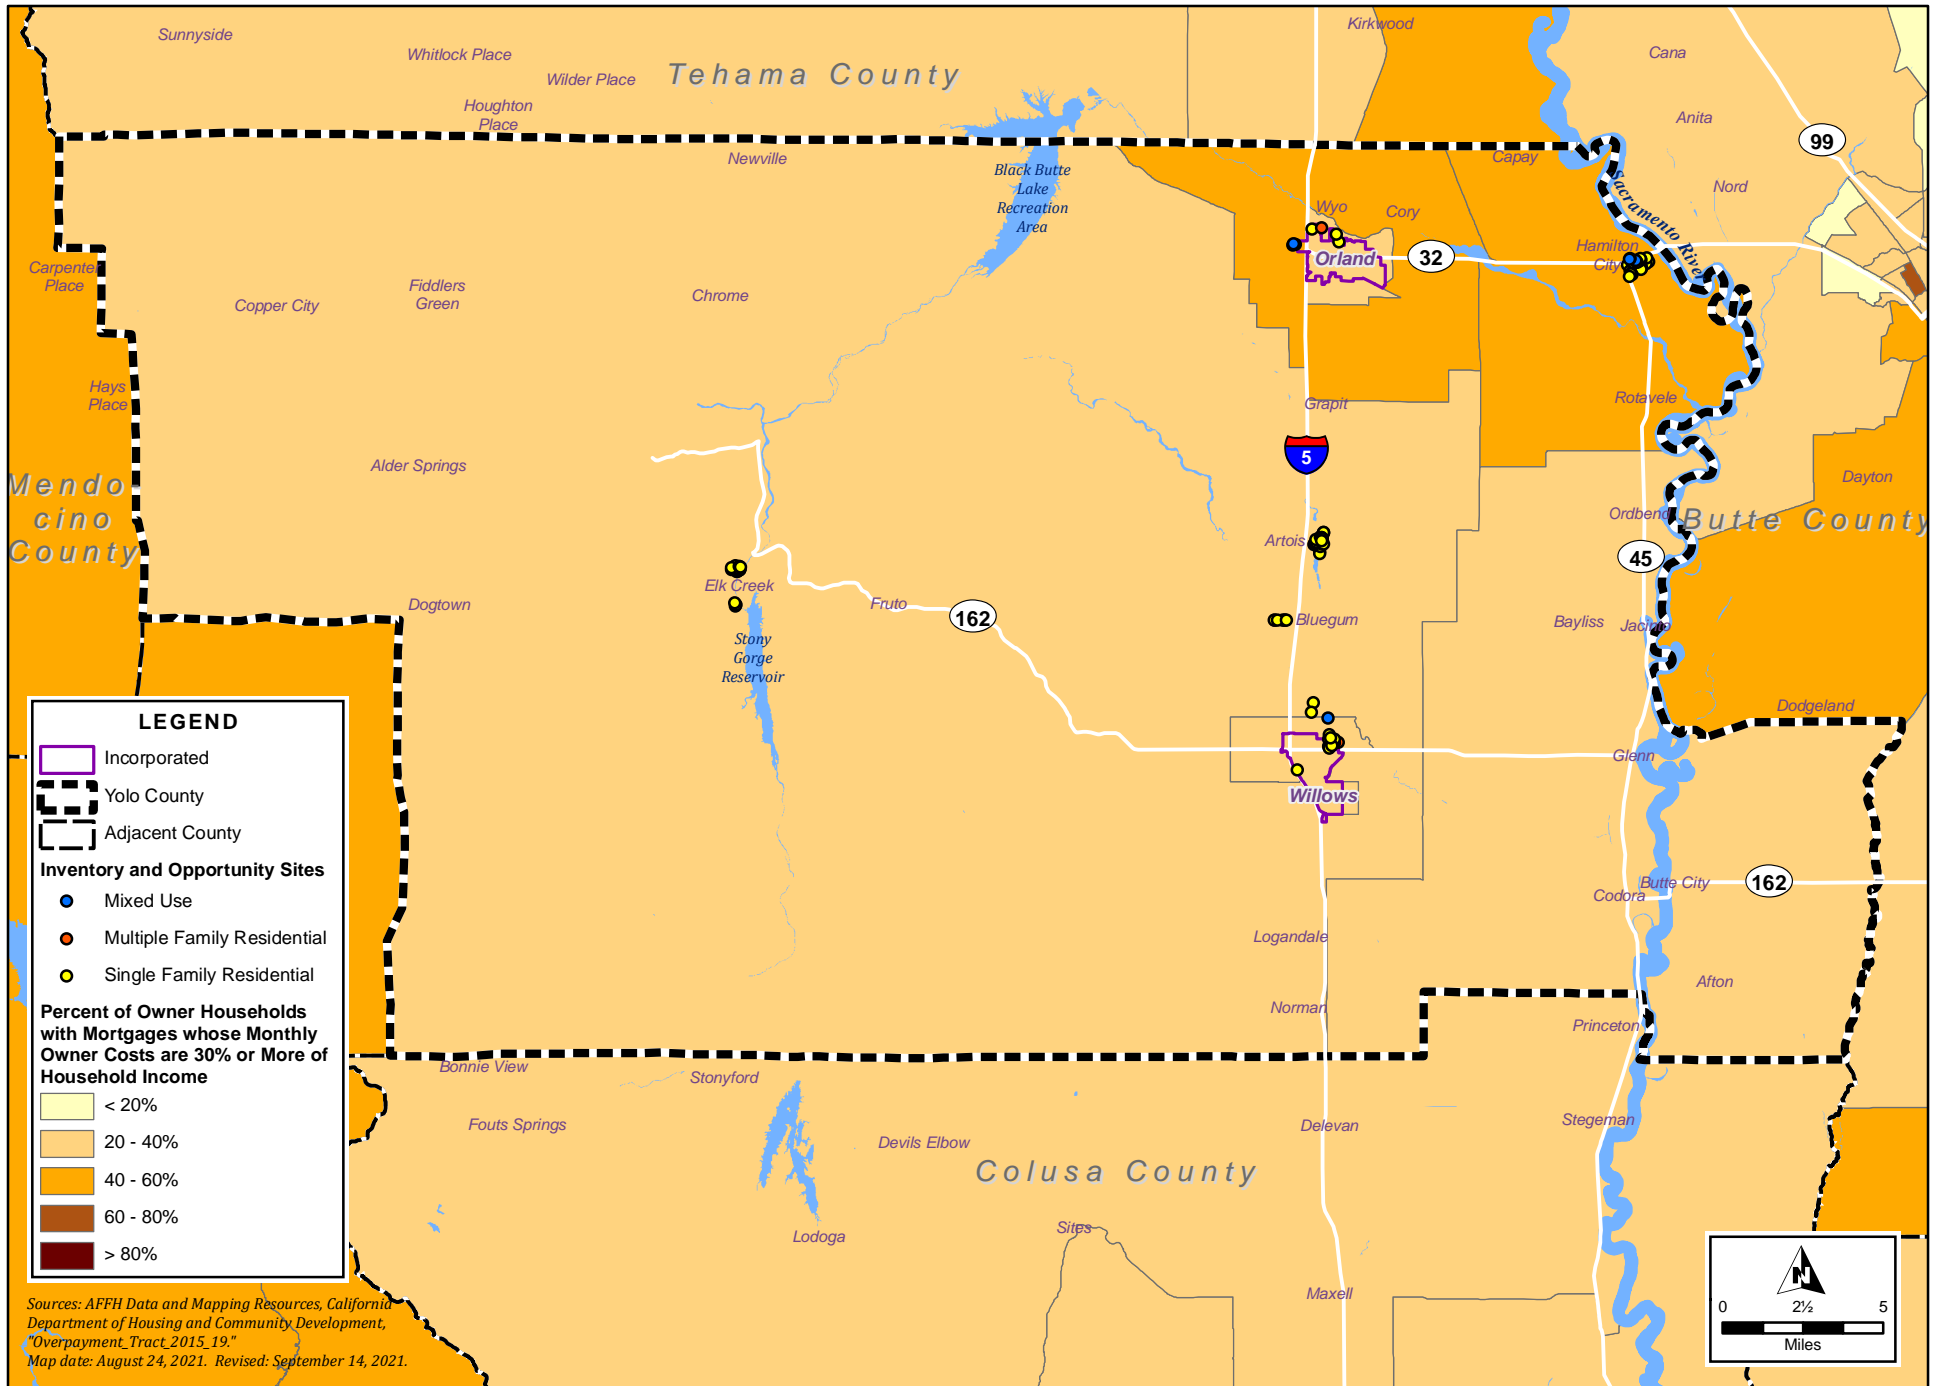 Sunnyside
Whitlock Place
Wilder Place
Houghton
Place
Tehama County
Kirkwood
Cana
Anita
99
Nord
Newville
Black Butte
Lake
Recreation
Area
Capay
Sacramento River
Wyo
Cory
Orland
32
Hamilton
City
Carpenter
Place
Copper City
Fiddlers
Green
Chrome
Hays
Place
Grapit
Rotavele
5
Alder Springs
Mendo-
cino
County
Dayton
Ordbend
Butte County
Artois
45
Elk Creek
Dogtown
Fruto
162
Bluegum
Bayliss
Jacinto
Stony
Gorge
Reservoir
Dodgeland
Glenn
Willows
Butte City
162
Codora
Logandale
Afton
Norman
Princeton
Bonnie View
Stonyford
Fouts Springs
Devils Elbow
Delevan
Stegeman
Colusa County
Lodoga
Sites
Maxell
LEGEND
Incorporated
Yolo County
Adjacent County
Inventory and Opportunity Sites
Mixed Use
Multiple Family Residential
Single Family Residential
Percent of Owner Households
with Mortgages whose Monthly
Owner Costs are 30% or More of
Household Income
< 20%
20 - 40%
40 - 60%
60 - 80%
> 80%
Sources: AFFH Data and Mapping Resources, California
Department of Housing and Community Development,
"Overpayment_Tract_2015_19."
Map date: August 24, 2021. Revised: September 14, 2021.
N
0 2½ 5
Miles